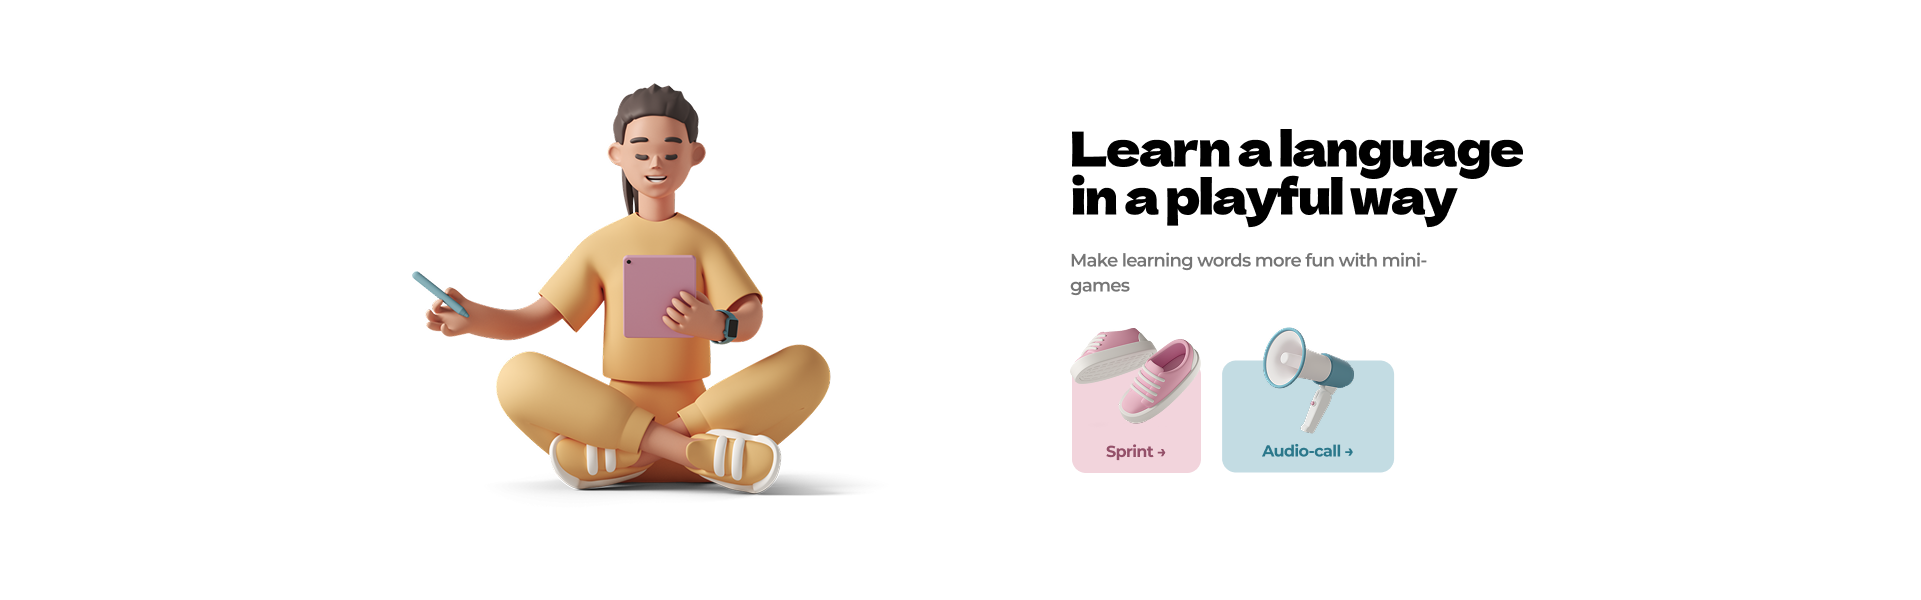 Learn a language
in a playful way
Make learning words more fun with mini-
games
Sprint →
Audio-call →